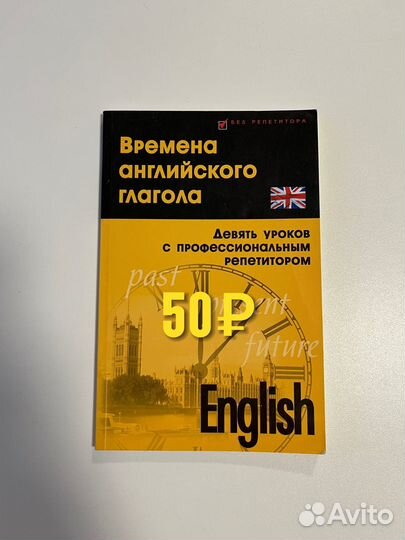 БЕЗ РЕПЕТИТОРА
Времена
английского
глагола
Девять уроков
с профессиональным
репетитором
past
50₽
present
future
English
Avito